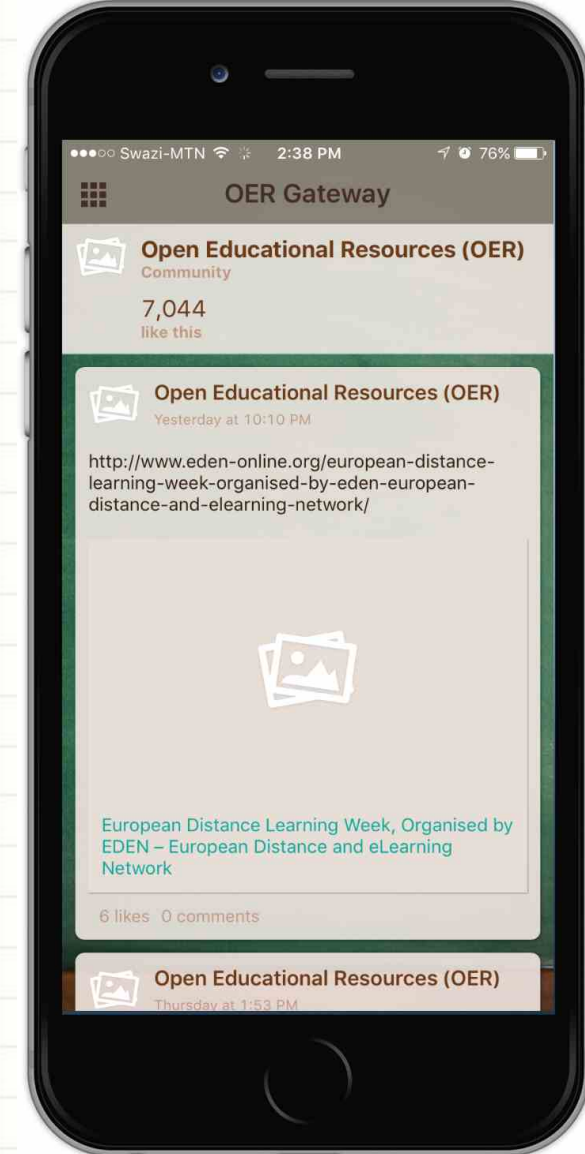 Swazi-MTN 2:38 PM 76%
OER Gateway
Open Educational Resources (OER)
Community
7,044
like this
Open Educational Resources (OER)
Yesterday at 10:10 PM
http://www.eden-online.org/european-distance-
learning-week-organised-by-eden-european-
distance-and-elearning-network/
European Distance Learning Week, Organised by
EDEN – European Distance and eLearning
Network
6 likes 0 comments
Open Educational Resources (OER)
Thursday at 1:53 PM